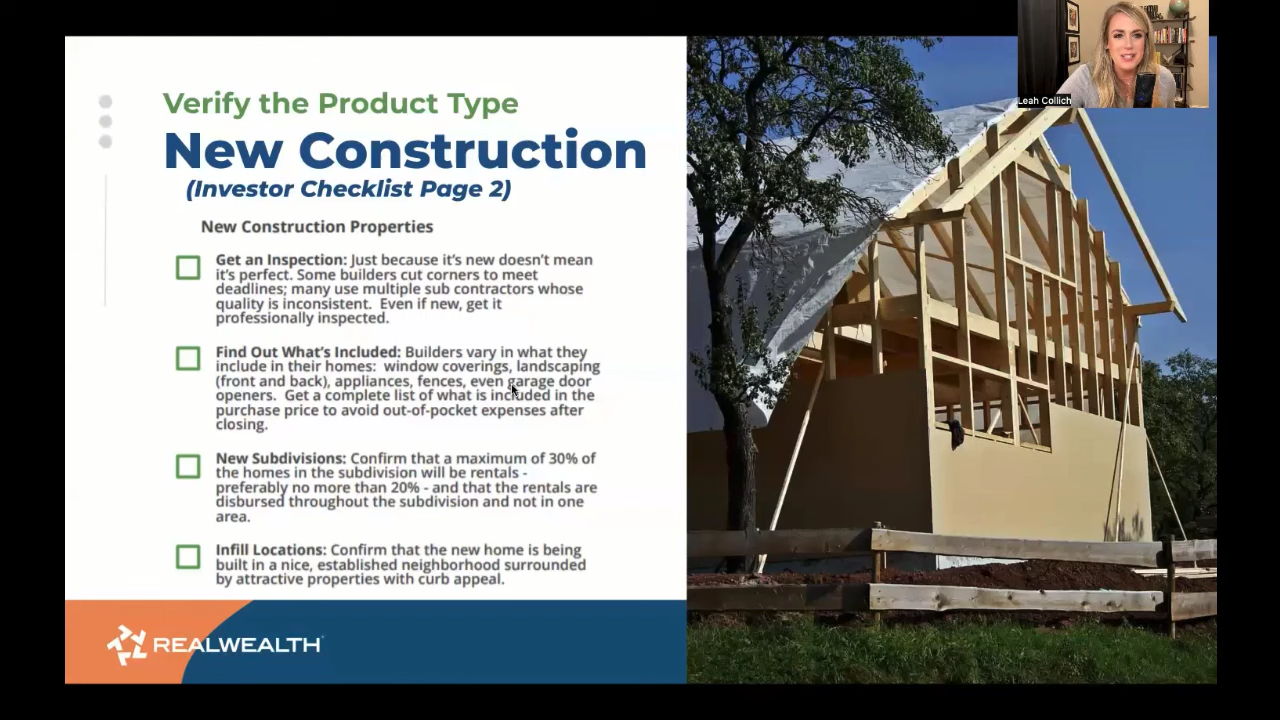 Leah Collich
Verify the Product Type
New Construction
(Investor Checklist Page 2)
New Construction Properties
Get an Inspection: Just because it's new doesn't mean
it's perfect. Some builders cut corners to meet
deadlines; many use multiple sub contractors whose
quality is inconsistent.  Even if new, get it
professionally inspected.
Find Out What's Included: Builders vary in what they
include in their homes:  window coverings, landscaping
(front and back), appliances, fences, even garage door
openers.  Get a complete list of what is included in the
purchase price to avoid out-of-pocket expenses after
closing.
New Subdivisions: Confirm that a maximum of 30% of
the homes in the subdivision will be rentals -
preferably no more than 20% - and that the rentals are
disbursed throughout the subdivision and not in one
area.
Infill Locations: Confirm that the new home is being
built in a nice, established neighborhood surrounded
by attractive properties with curb appeal.
REALWEALTH